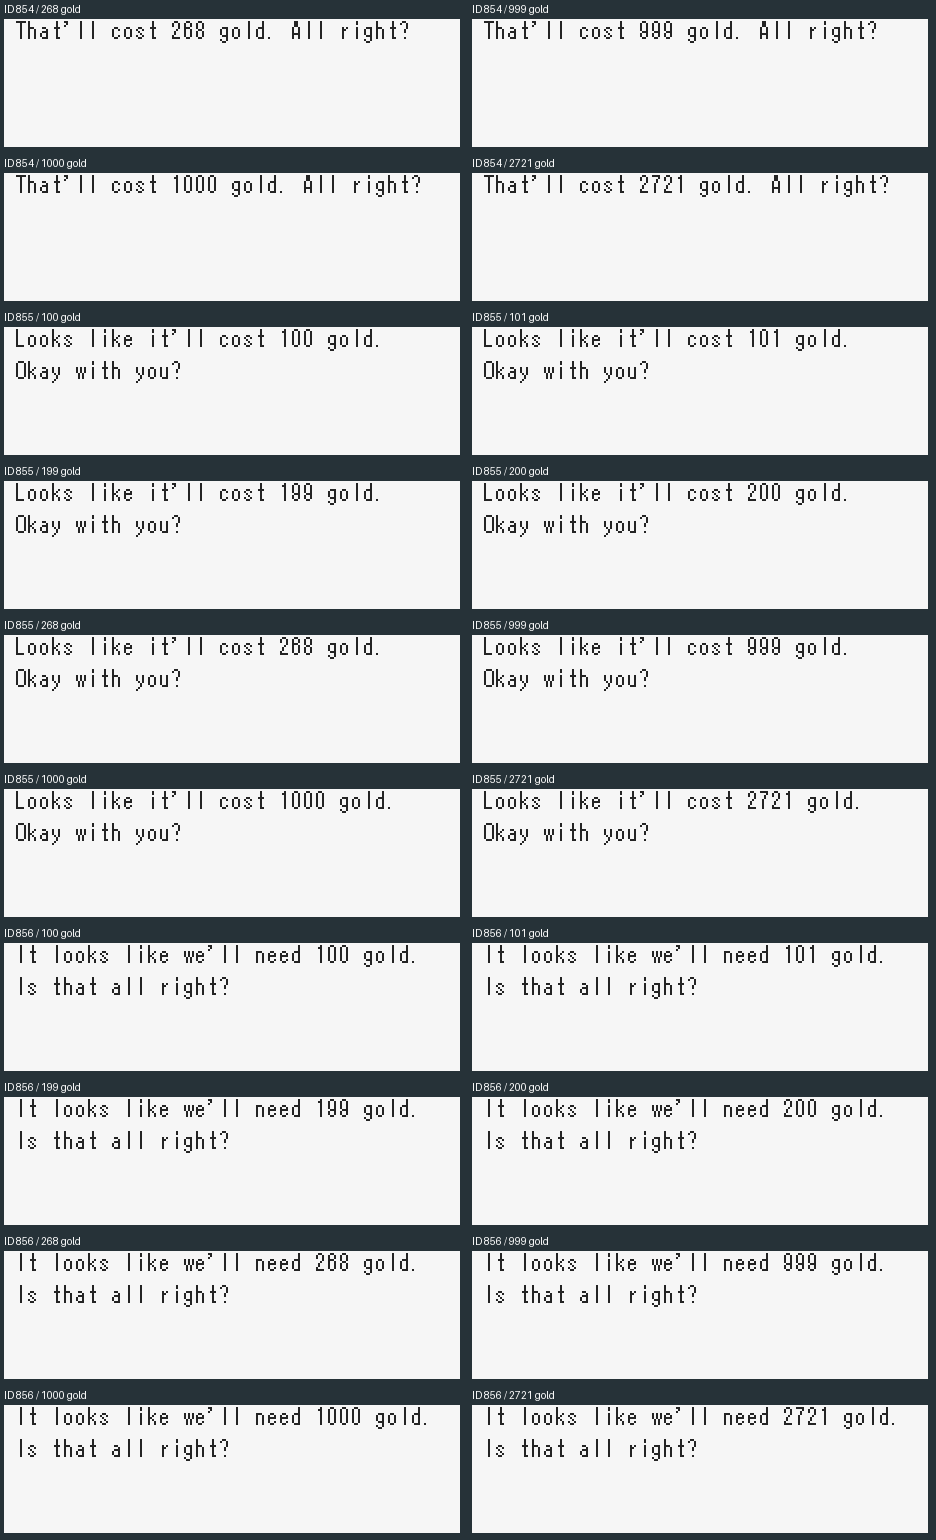 ID854 / 268 gold
That'll cost 268 gold. All right?
ID854 / 999 gold
That'll cost 999 gold. All right?
ID854 / 1000 gold
That'll cost 1000 gold. All right?
ID854 / 2721 gold
That'll cost 2721 gold. All right?
ID855 / 100 gold
Looks like it'll cost 100 gold.
Okay with you?
ID855 / 101 gold
Looks like it'll cost 101 gold.
Okay with you?
ID855 / 199 gold
Looks like it'll cost 199 gold.
Okay with you?
ID855 / 200 gold
Looks like it'll cost 200 gold.
Okay with you?
ID855 / 268 gold
Looks like it'll cost 268 gold.
Okay with you?
ID855 / 999 gold
Looks like it'll cost 999 gold.
Okay with you?
ID855 / 1000 gold
Looks like it'll cost 1000 gold.
Okay with you?
ID855 / 2721 gold
Looks like it'll cost 2721 gold.
Okay with you?
ID856 / 100 gold
It looks like we'll need 100 gold.
Is that all right?
ID856 / 101 gold
It looks like we'll need 101 gold.
Is that all right?
ID856 / 199 gold
It looks like we'll need 199 gold.
Is that all right?
ID856 / 200 gold
It looks like we'll need 200 gold.
Is that all right?
ID856 / 268 gold
It looks like we'll need 268 gold.
Is that all right?
ID856 / 999 gold
It looks like we'll need 999 gold.
Is that all right?
ID856 / 1000 gold
It looks like we'll need 1000 gold.
Is that all right?
ID856 / 2721 gold
It looks like we'll need 2721 gold.
Is that all right?